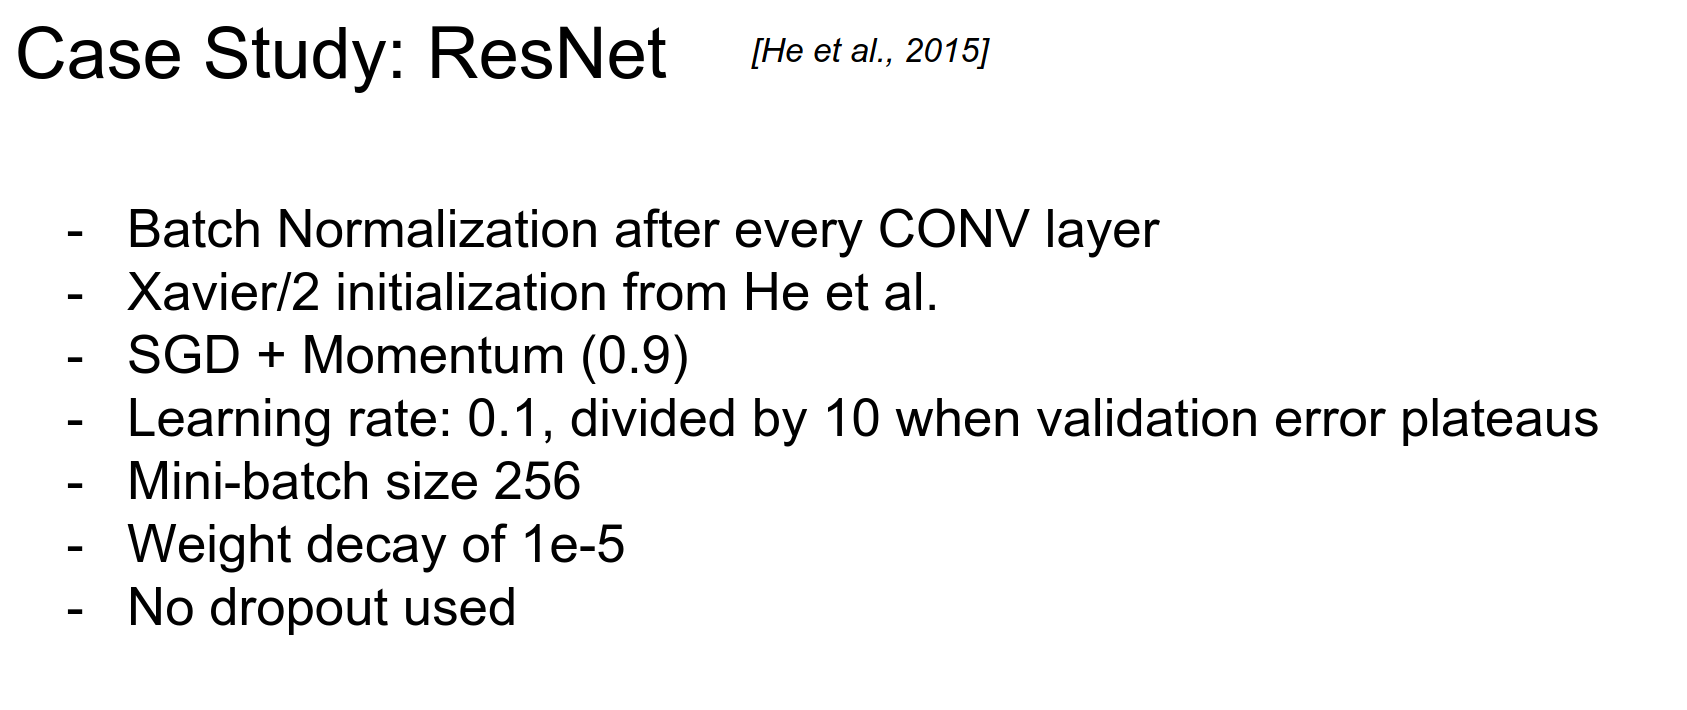 Case Study: ResNet [He et al., 2015]
- Batch Normalization after every CONV layer
- Xavier/2 initialization from He et al.
- SGD + Momentum (0.9)
- Learning rate: 0.1, divided by 10 when validation error plateaus
- Mini-batch size 256
- Weight decay of 1e-5
- No dropout used